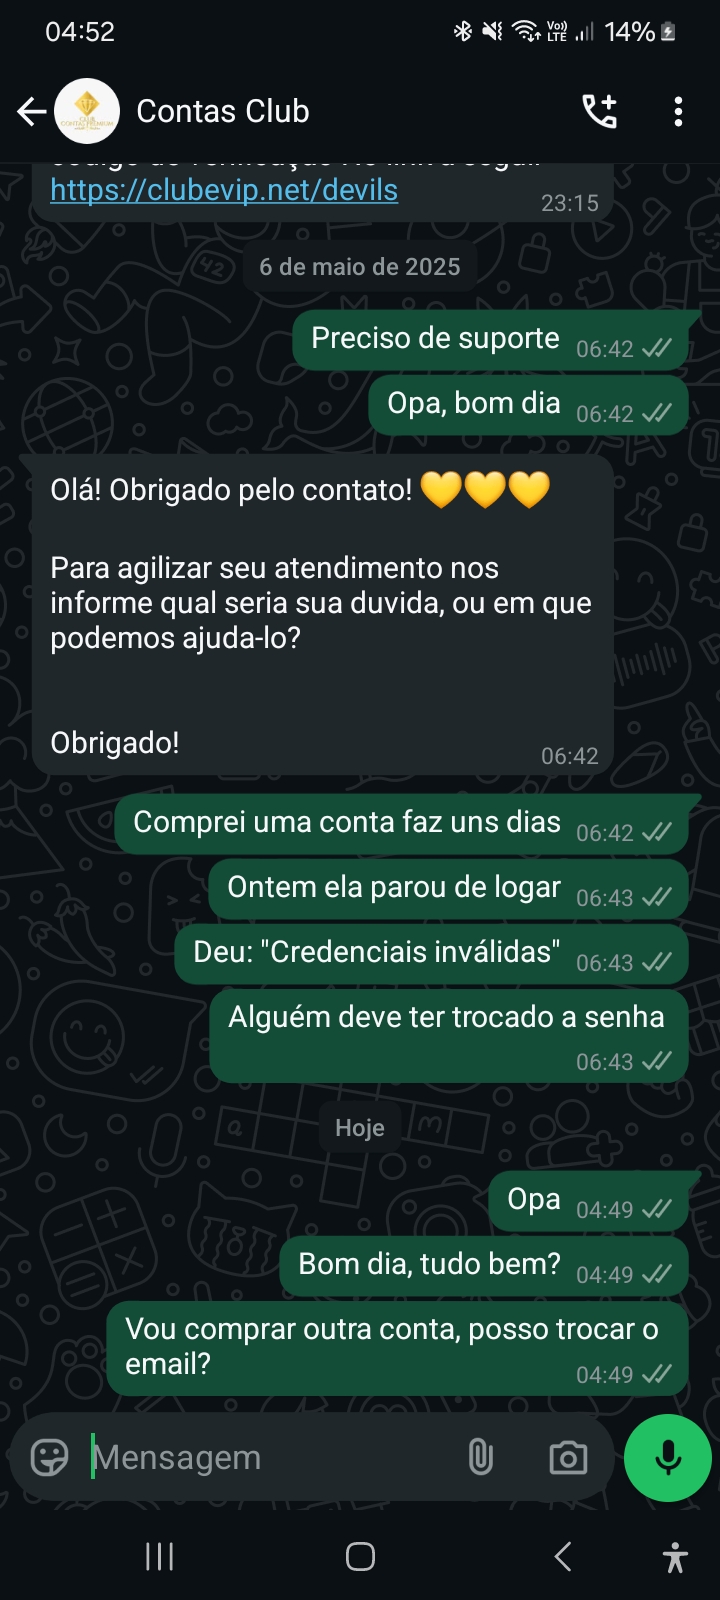 04:52
Vo))
LTE
14%
Contas Club
https://clubevip.net/devils
23:15
6 de maio de 2025
Preciso de suporte
06:42
Opa, bom dia
06:42
Olá! Obrigado pelo contato! 💛💛💛
Para agilizar seu atendimento nos
informe qual seria sua duvida, ou em que
podemos ajuda-lo?
Obrigado!
06:42
Comprei uma conta faz uns dias
06:42
Ontem ela parou de logar
06:43
Deu: "Credenciais inválidas"
06:43
Alguém deve ter trocado a senha
06:43
Hoje
Opa
04:49
Bom dia, tudo bem?
04:49
Vou comprar outra conta, posso trocar o
email?
04:49
Mensagem